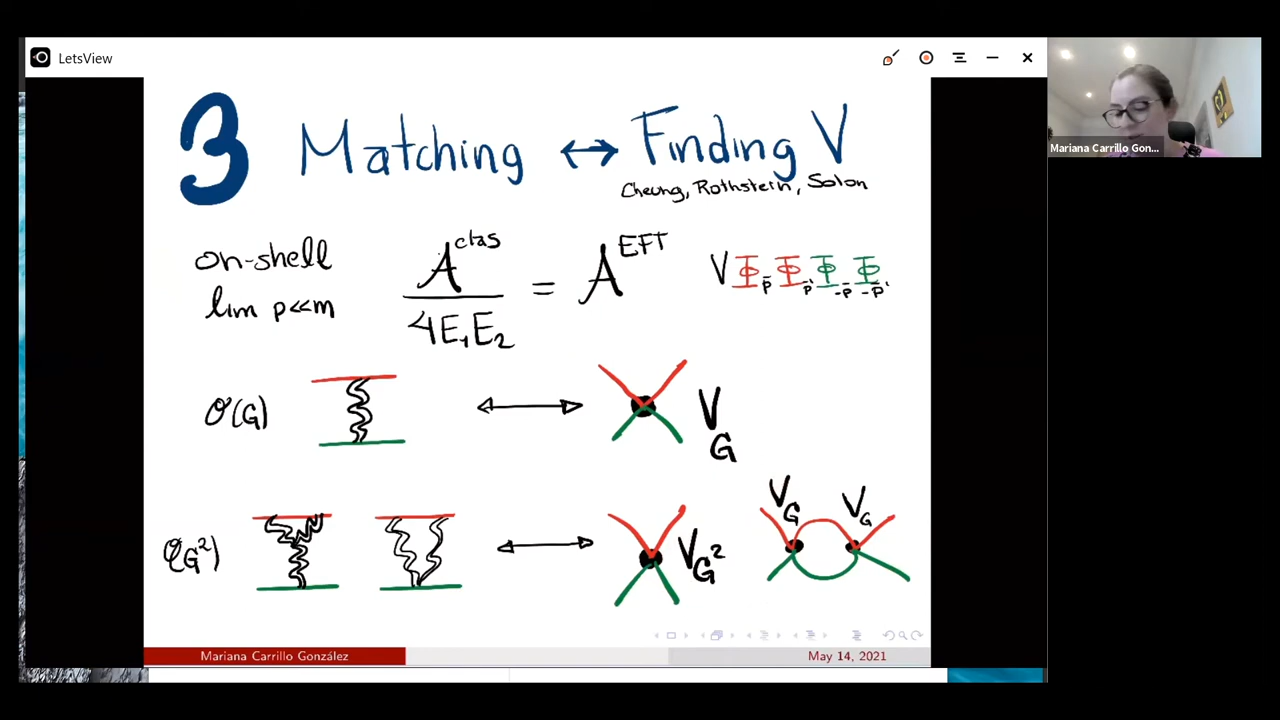 LetsView
Mariana Carrillo Gon...
3 Matching ↔ Finding V
Cheung, Rothstein, Solon
on-shell
lim p≪m
A^clas / 4E₁E₂ = A^EFT
V Φ_p̄ Φ_p̄' Φ_-p̄ Φ_-p̄'
O(G)
V_G
O(G²)
V_G²
V_G V_G
Mariana Carrillo González
May 14, 2021